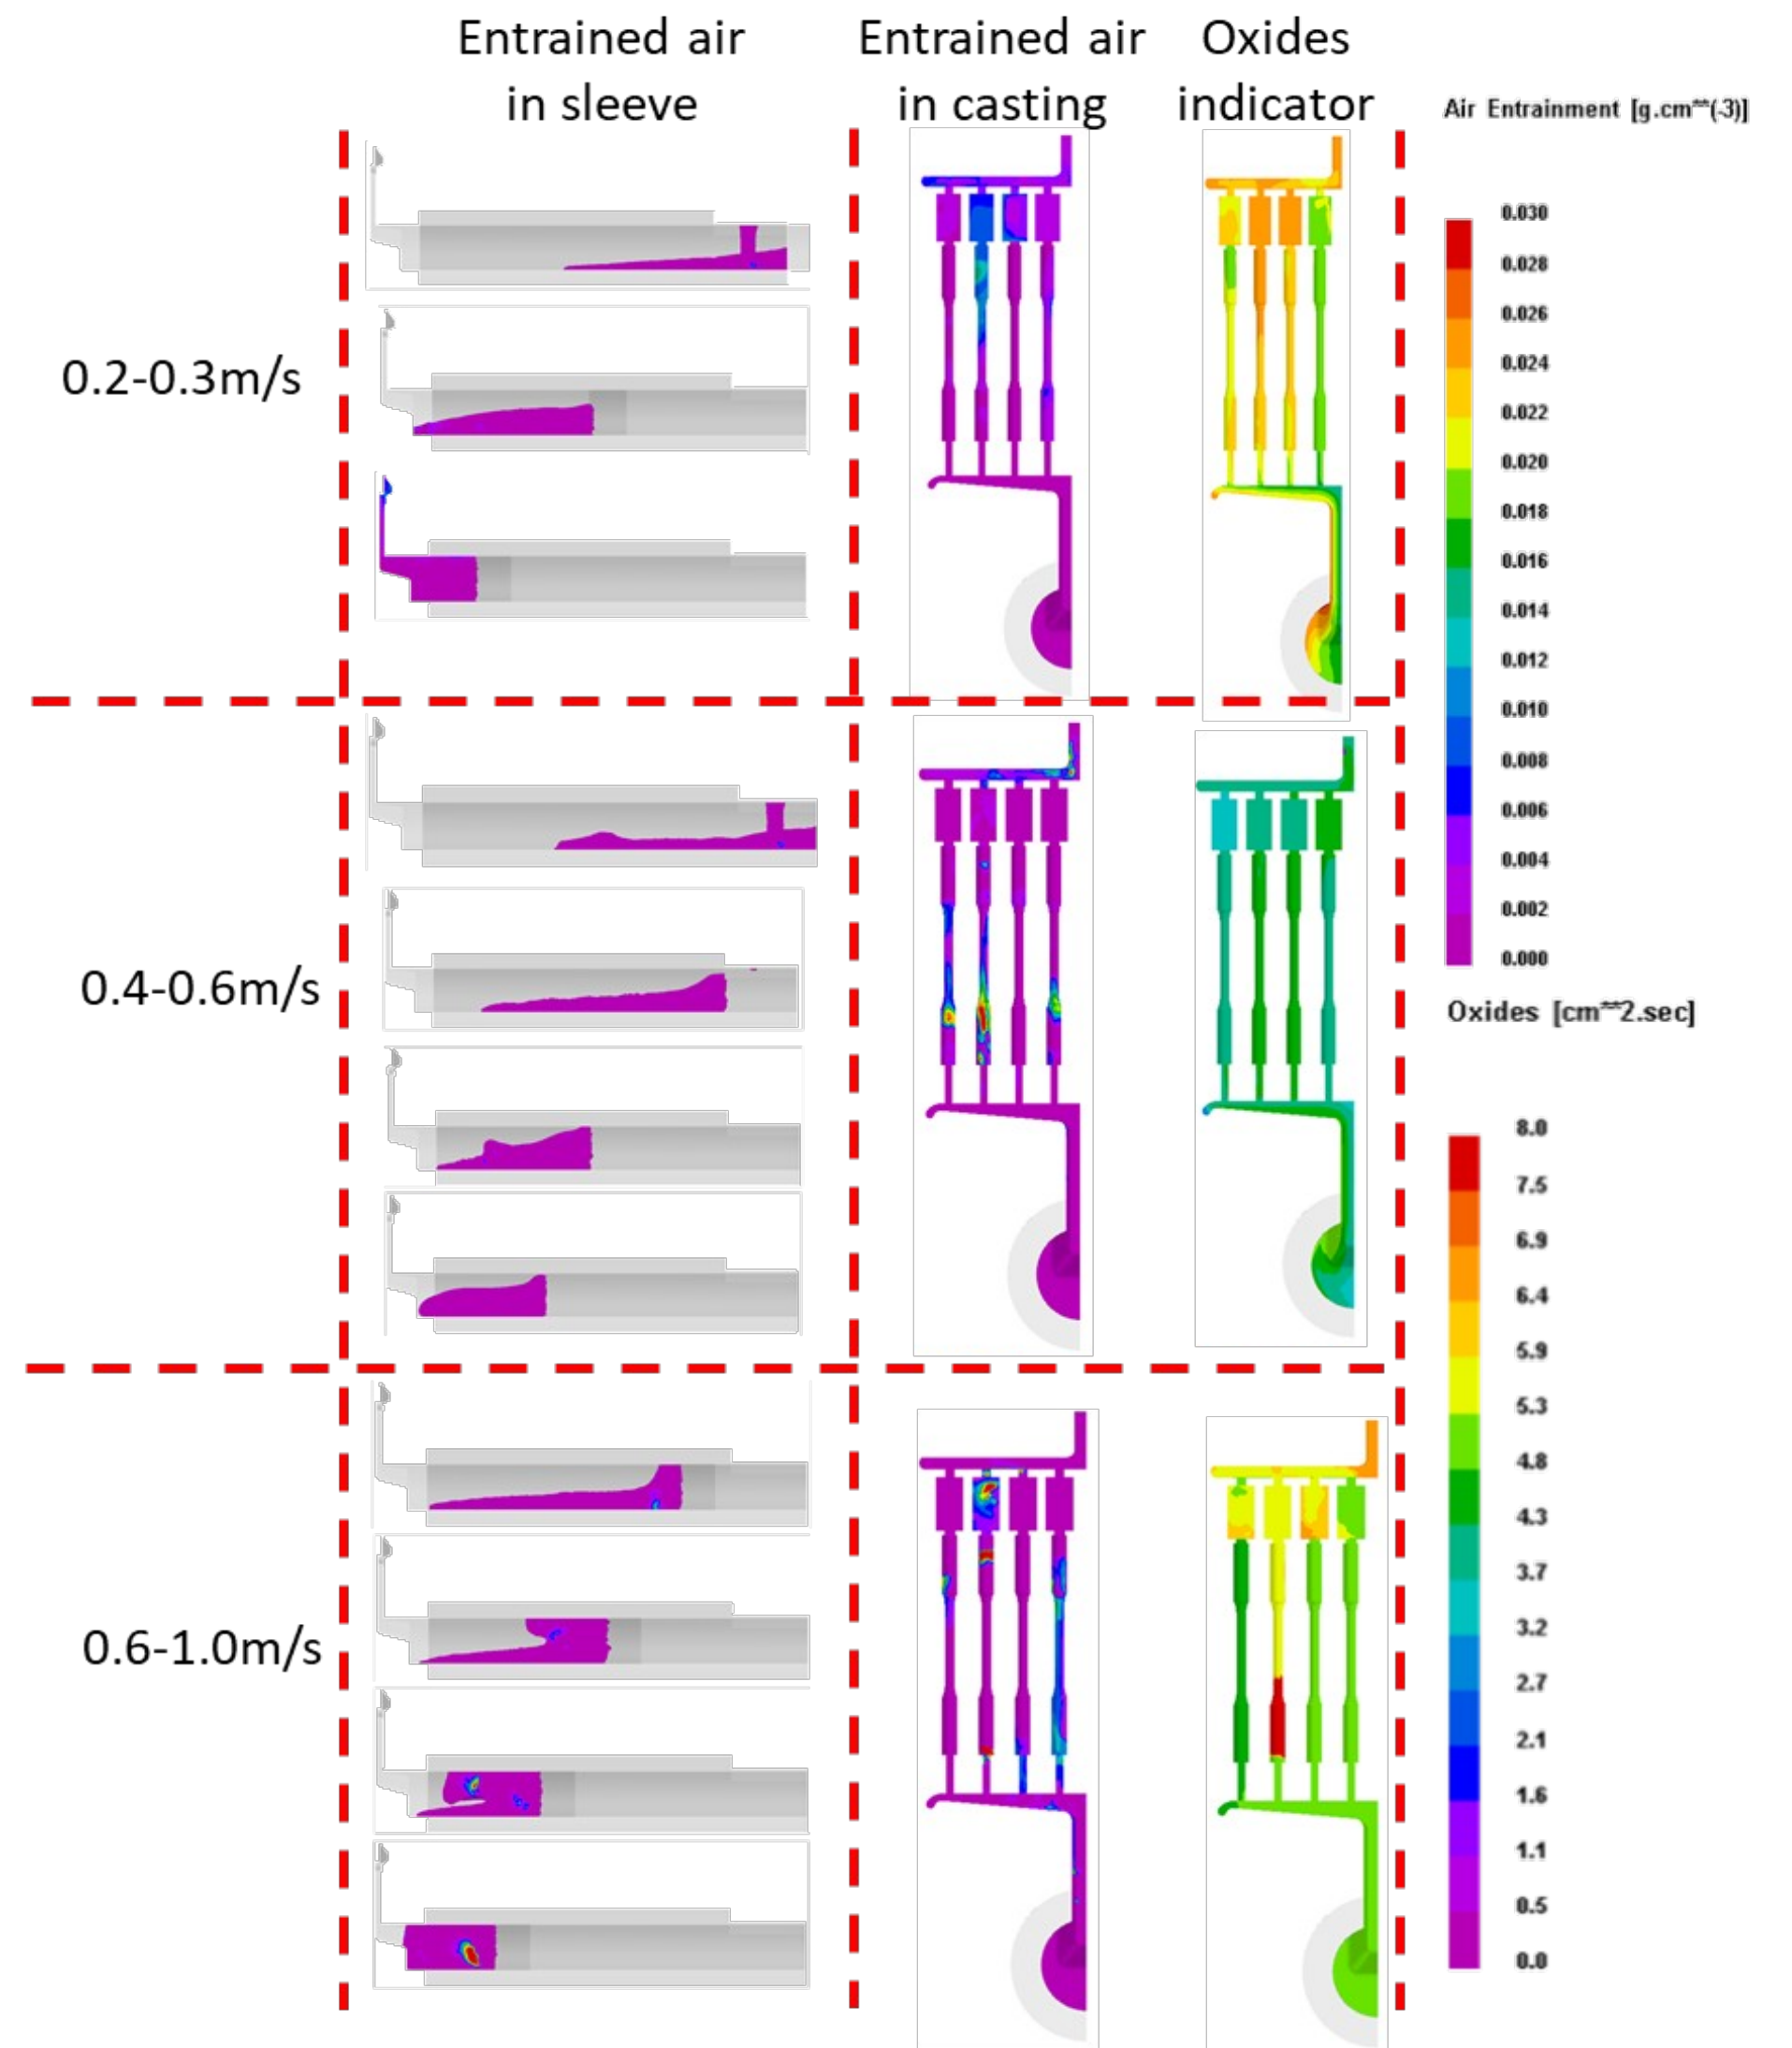 Entrained air
in sleeve
Entrained air
in casting
Oxides
indicator
Air Entrainment [g.cm**(-3)]
0.030
0.028
0.026
0.024
0.022
0.020
0.018
0.016
0.014
0.012
0.010
0.008
0.006
0.004
0.002
0.000
0.2-0.3m/s
0.4-0.6m/s
0.6-1.0m/s
Oxides [cm**2.sec]
8.0
7.5
6.9
6.4
5.9
5.3
4.8
4.3
3.7
3.2
2.7
2.1
1.6
1.1
0.5
0.0